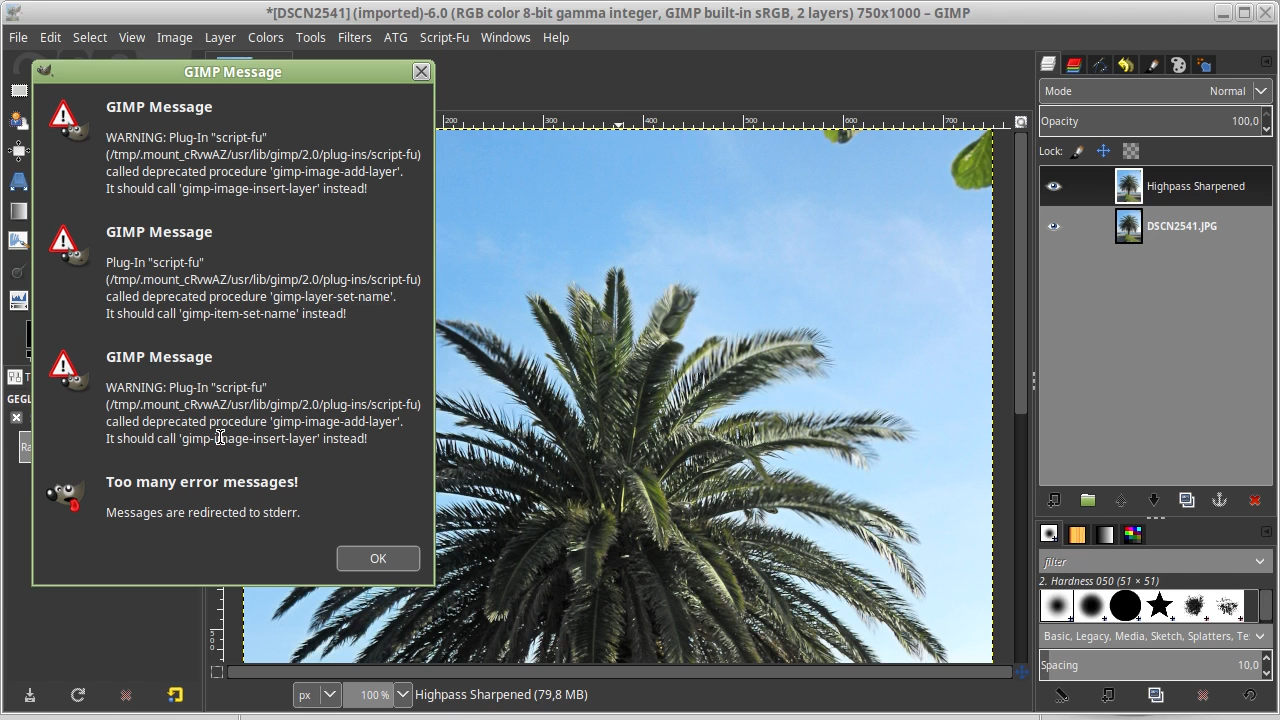 *[DSCN2541] (imported)-6.0 (RGB color 8-bit gamma integer, GIMP built-in sRGB, 2 layers) 750x1000 – GIMP
File Edit Select View Image Layer Colors Tools Filters ATG Script-Fu Windows Help
GIMP Message
GIMP Message
WARNING: Plug-In "script-fu"
(/tmp/.mount_cRvwAZ/usr/lib/gimp/2.0/plug-ins/script-fu)
called deprecated procedure 'gimp-image-add-layer'.
It should call 'gimp-image-insert-layer' instead!
GIMP Message
Plug-In "script-fu"
(/tmp/.mount_cRvwAZ/usr/lib/gimp/2.0/plug-ins/script-fu)
called deprecated procedure 'gimp-layer-set-name'.
It should call 'gimp-item-set-name' instead!
GIMP Message
WARNING: Plug-In "script-fu"
(/tmp/.mount_cRvwAZ/usr/lib/gimp/2.0/plug-ins/script-fu)
called deprecated procedure 'gimp-image-add-layer'.
It should call 'gimp-image-insert-layer' instead!
Too many error messages!
Messages are redirected to stderr.
OK
T
GEGL
Ra
200 300 400 500 600 700
500
px 100 % Highpass Sharpened (79,8 MB)
Mode Normal
Opacity 100,0
Lock:
Highpass Sharpened
DSCN2541.JPG
filter
2. Hardness 050 (51 × 51)
Basic, Legacy, Media, Sketch, Splatters, Te
Spacing 10,0